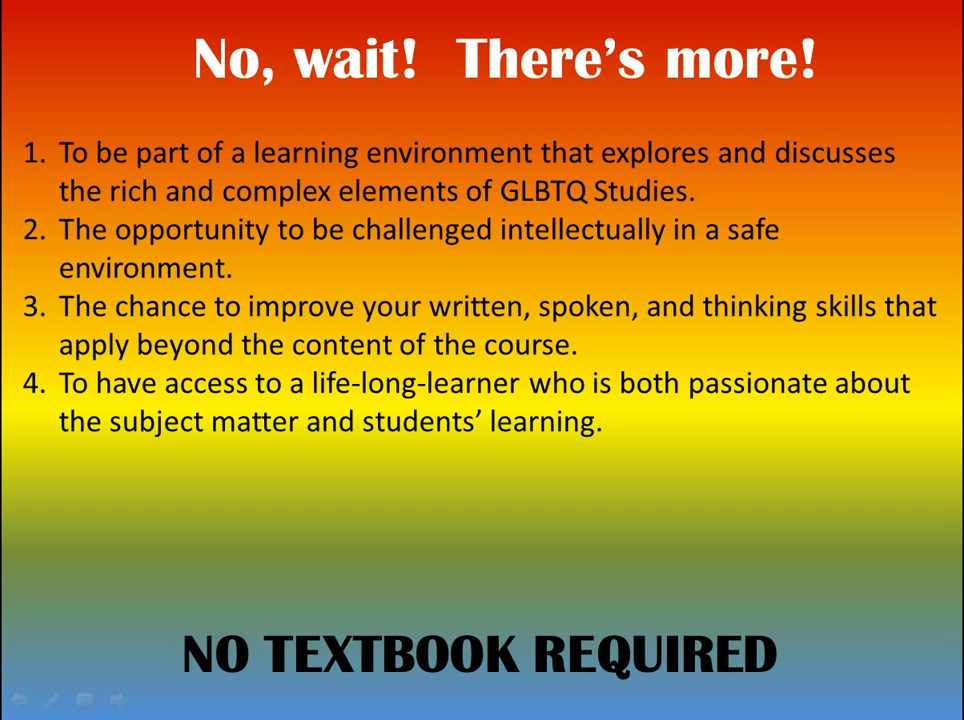 No, wait!  There’s more!
1. To be part of a learning environment that explores and discusses
the rich and complex elements of GLBTQ Studies.
2. The opportunity to be challenged intellectually in a safe
environment.
3. The chance to improve your written, spoken, and thinking skills that
apply beyond the content of the course.
4. To have access to a life-long-learner who is both passionate about
the subject matter and students’ learning.
NO TEXTBOOK REQUIRED